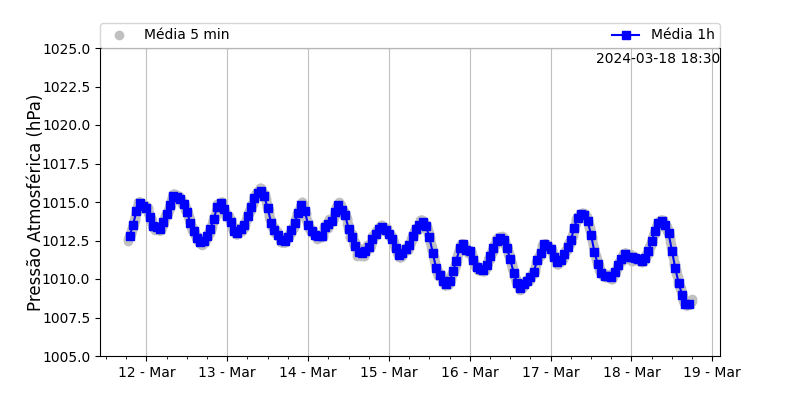 Média 5 min
Média 1h
2024-03-18 18:30
Pressão Atmosférica (hPa)
1025.0
1022.5
1020.0
1017.5
1015.0
1012.5
1010.0
1007.5
1005.0
12 - Mar
13 - Mar
14 - Mar
15 - Mar
16 - Mar
17 - Mar
18 - Mar
19 - Mar